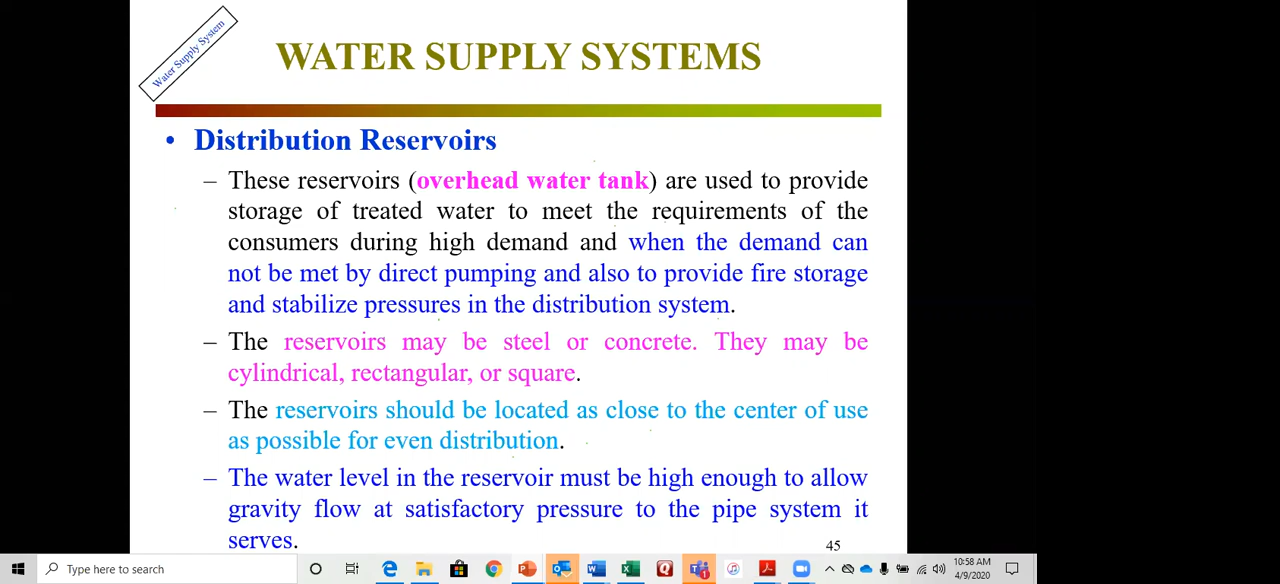 Water Supply System
WATER SUPPLY SYSTEMS
• Distribution Reservoirs
– These reservoirs (overhead water tank) are used to provide
storage of treated water to meet the requirements of the
consumers during high demand and when the demand can
not be met by direct pumping and also to provide fire storage
and stabilize pressures in the distribution system.
– The reservoirs may be steel or concrete. They may be
cylindrical, rectangular, or square.
– The reservoirs should be located as close to the center of use
as possible for even distribution.
– The water level in the reservoir must be high enough to allow
gravity flow at satisfactory pressure to the pipe system it
serves.
45
Type here to search
10:58 AM
4/9/2020